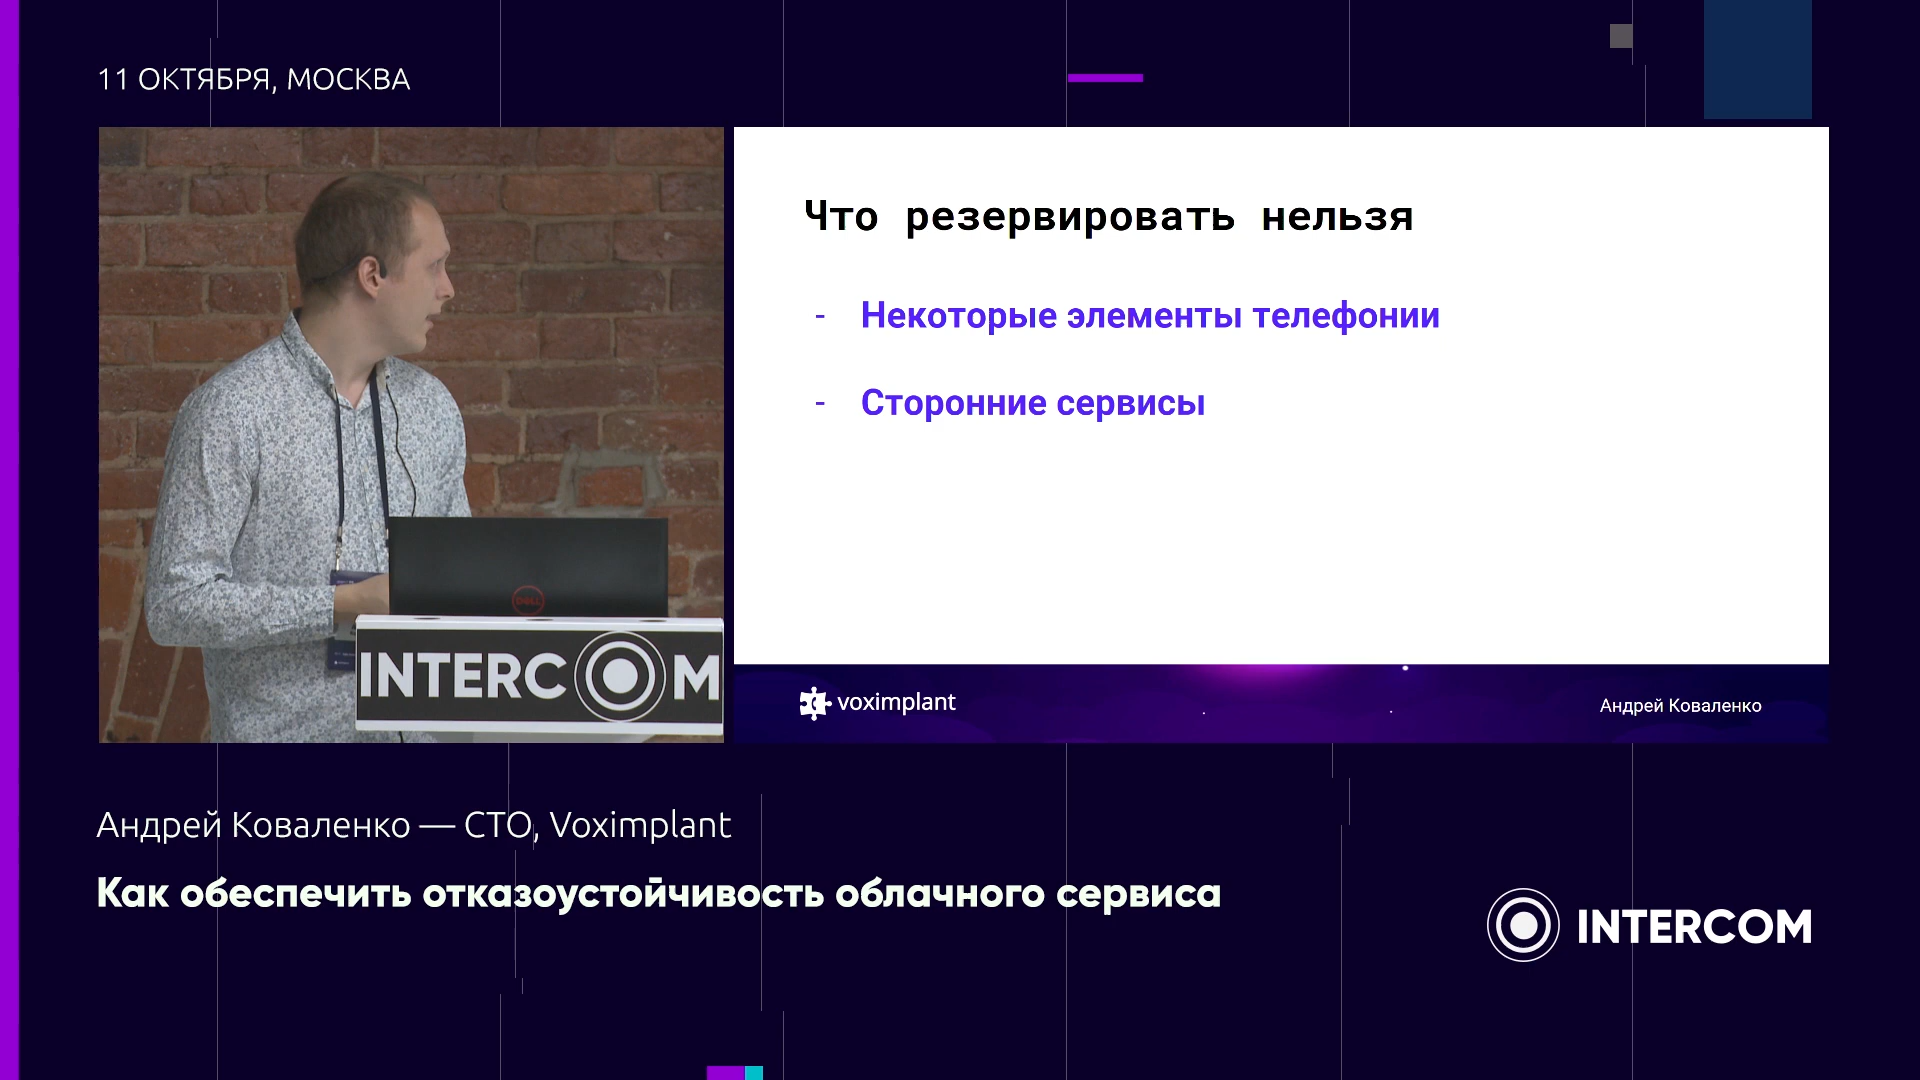 11 ОКТЯБРЯ, МОСКВА
Что резервировать нельзя
- Некоторые элементы телефонии
- Сторонние сервисы
DELL
INTERCOM
voximplant
Андрей Коваленко
Андрей Коваленко — CTO, Voximplant
Как обеспечить отказоустойчивость облачного сервиса
INTERCOM